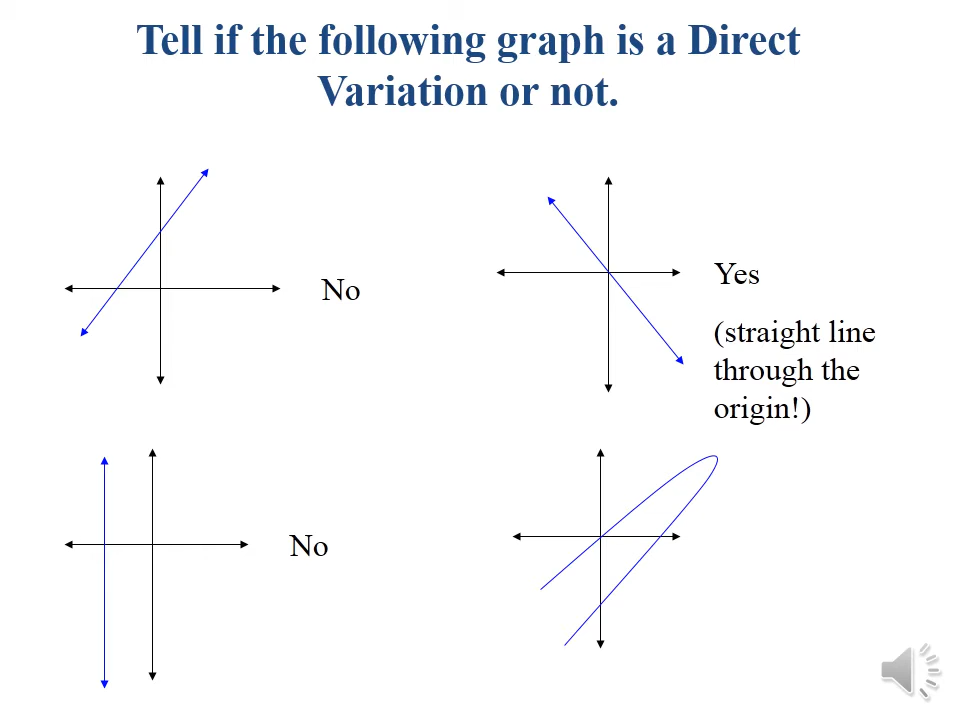 Tell if the following graph is a Direct
Variation or not.
No
Yes
(straight line
through the
origin!)
No